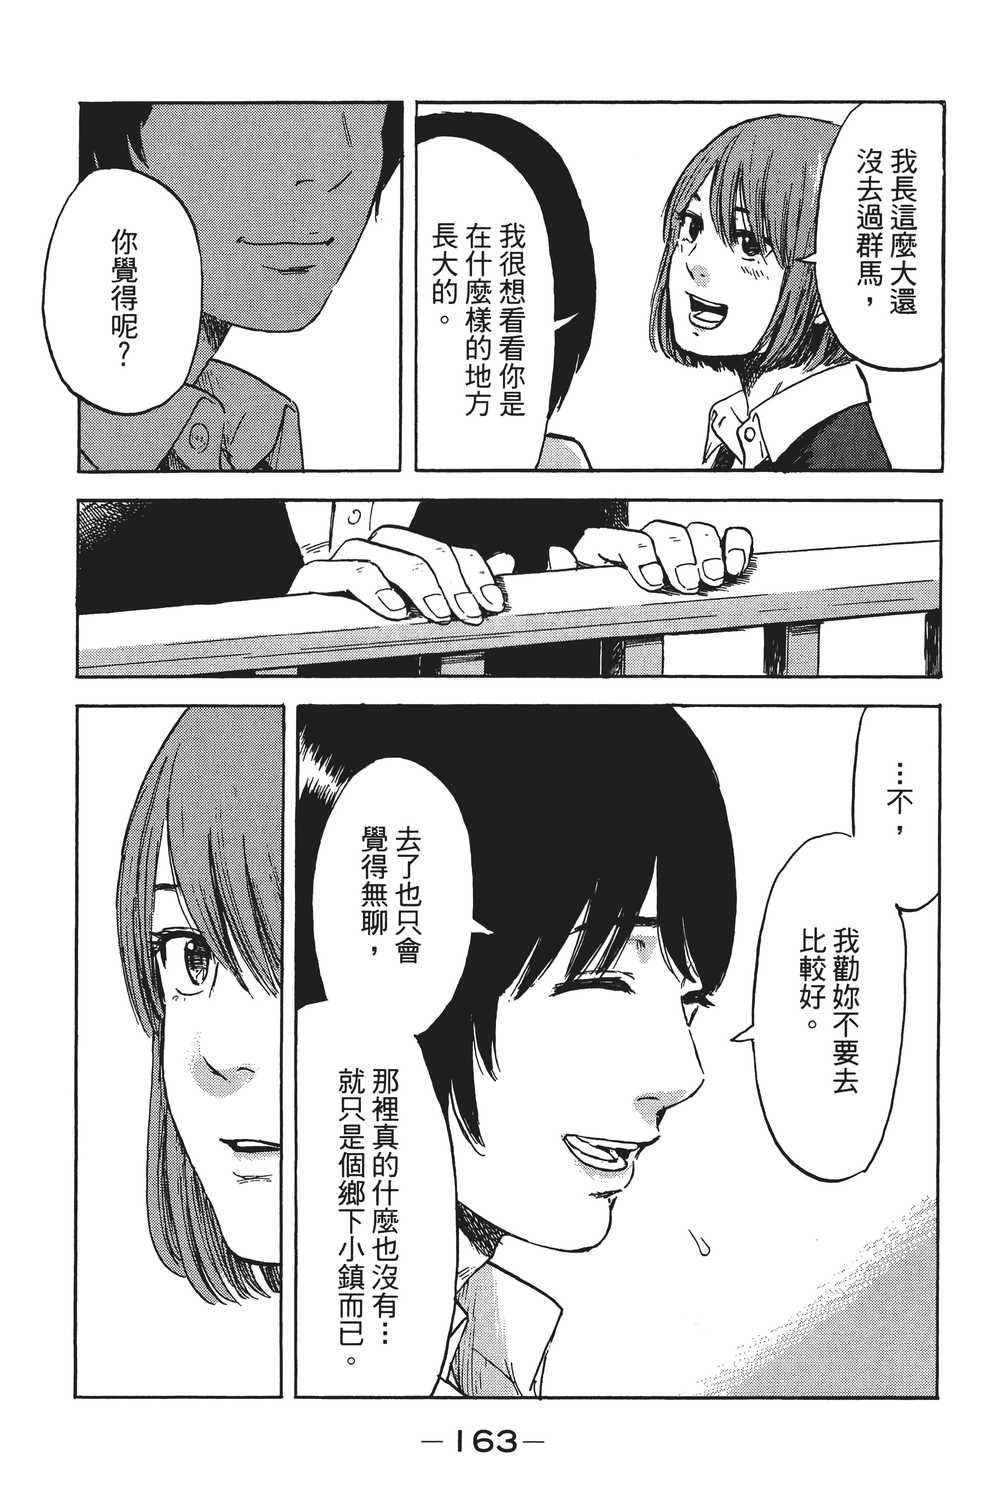 我長這麼大還
沒去過群馬，
我很想看看你是
在什麼樣的地方
長大的。
你覺得呢？
…不，
我勸妳不要去
比較好。
去了也只會
覺得無聊，
那裡真的什麼也沒有…
就只是個鄉下小鎮而已。
—163—